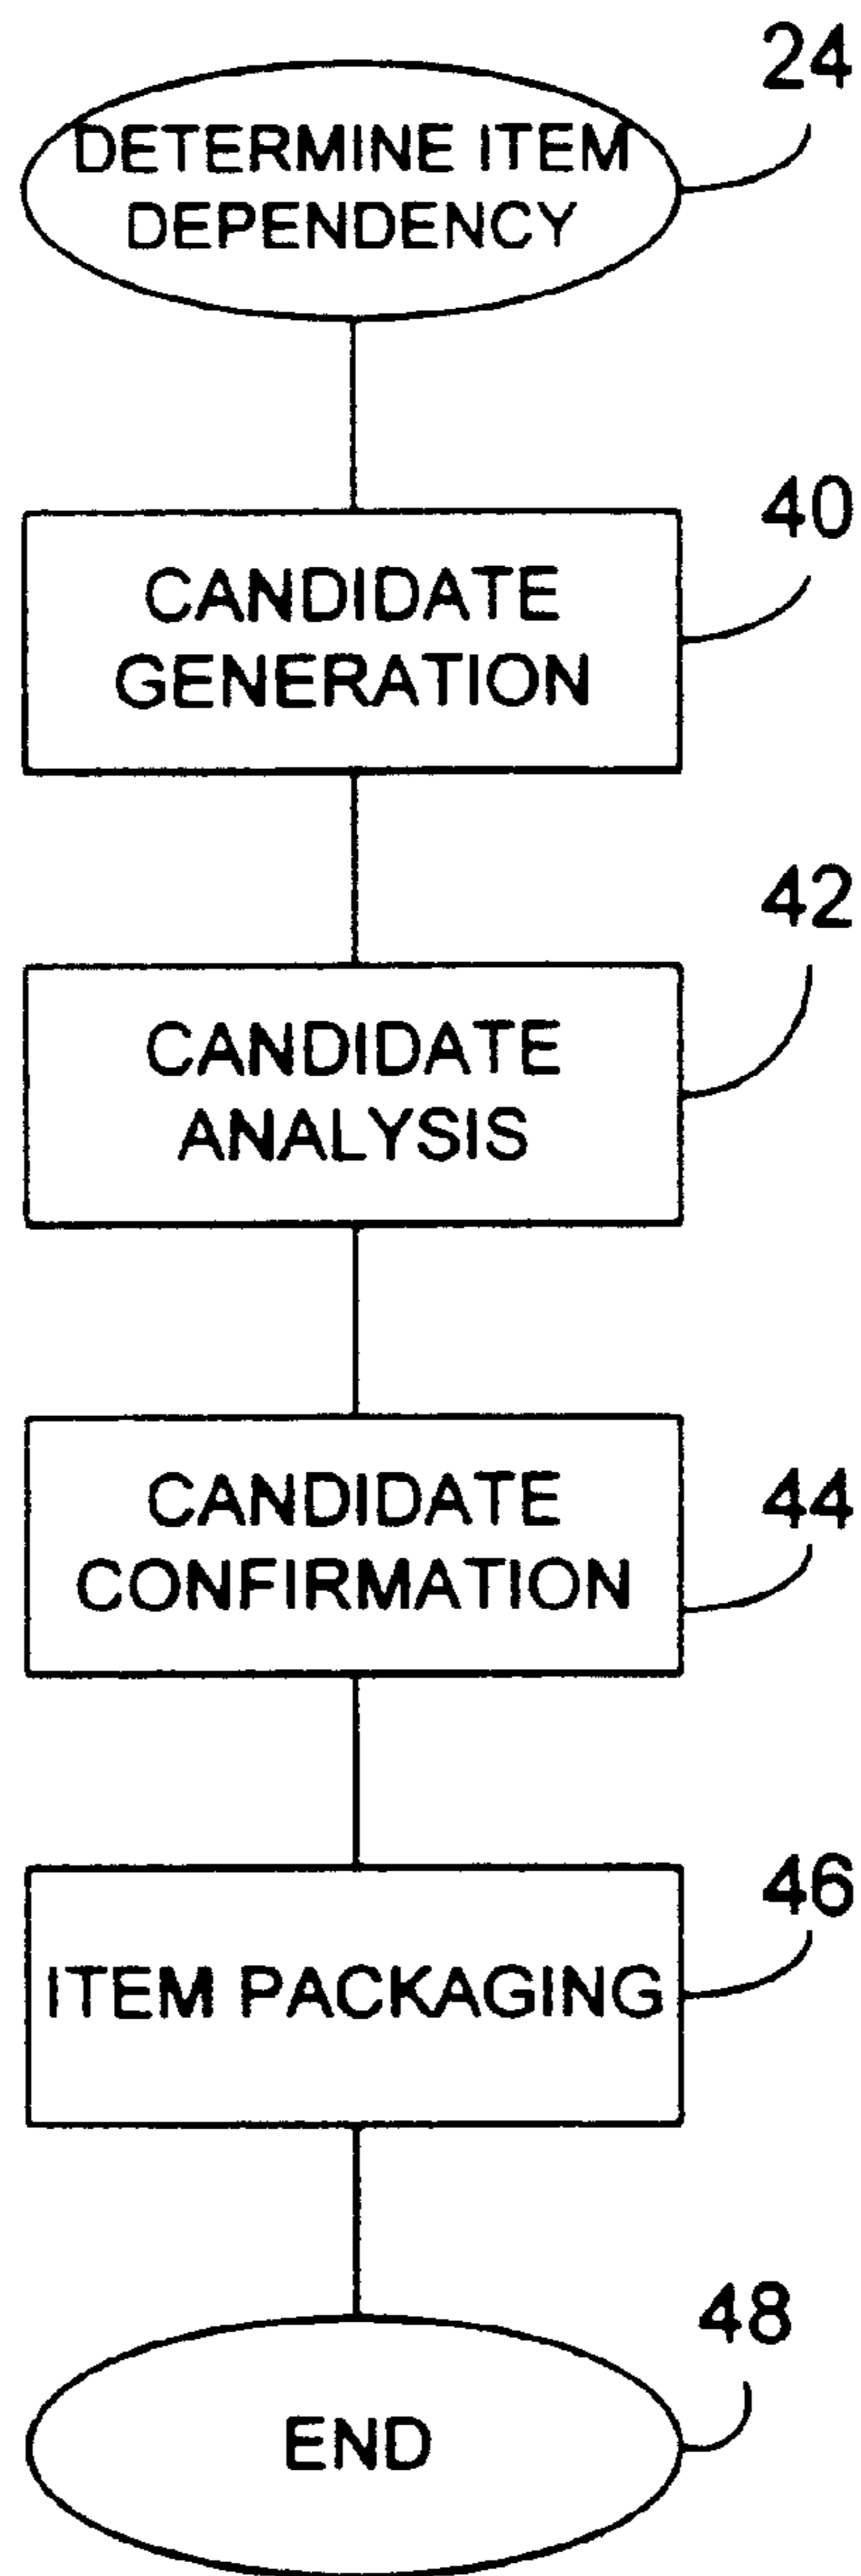 24
DETERMINE ITEM
DEPENDENCY
40
CANDIDATE
GENERATION
42
CANDIDATE
ANALYSIS
44
CANDIDATE
CONFIRMATION
46
ITEM PACKAGING
48
END